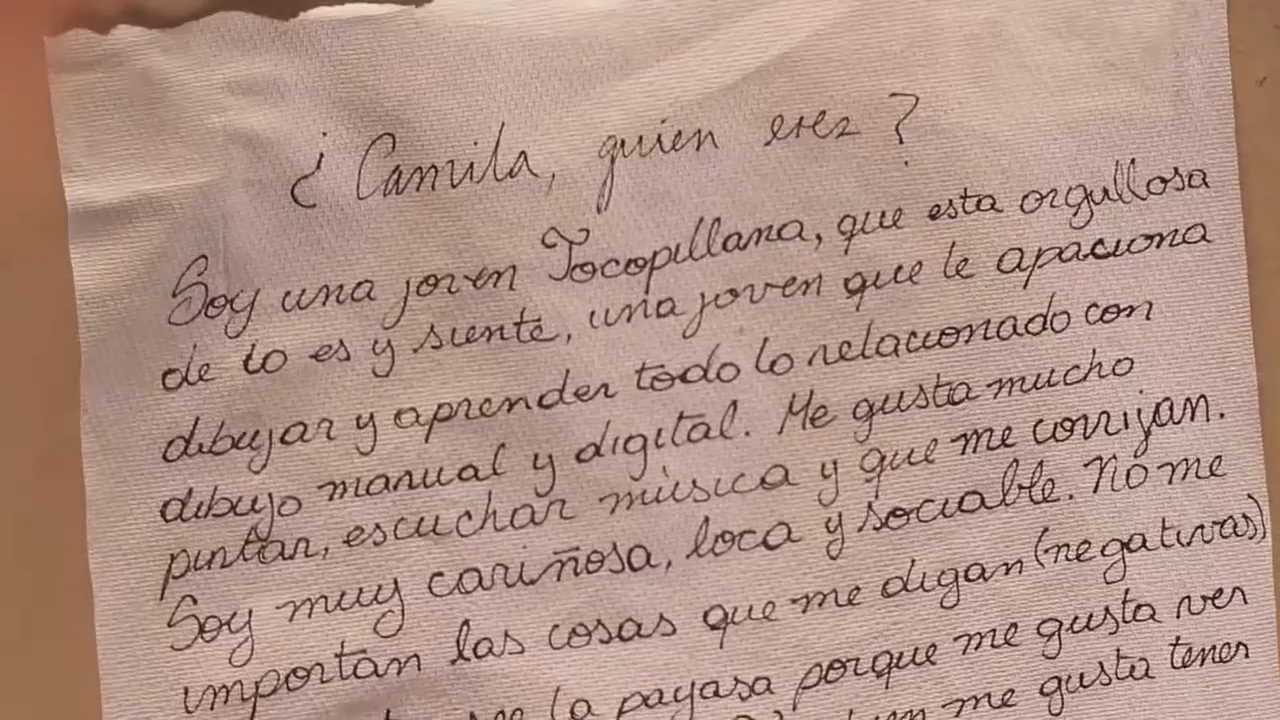 ¿Camila, quien erez?
Soy una joven Tocopillana, que esta orgullosa
de lo es y siente, una joven que le apaciona
dibujar y aprender todo lo relacionado con
dibujo manual y digital. Me gusta mucho
pintar, escuchar música y que me corrijan.
Soy muy cariñosa, loca y sociable. No me
importan las cosas que me digan (negativas)
la payasa porque me gusta ver
me gusta tener